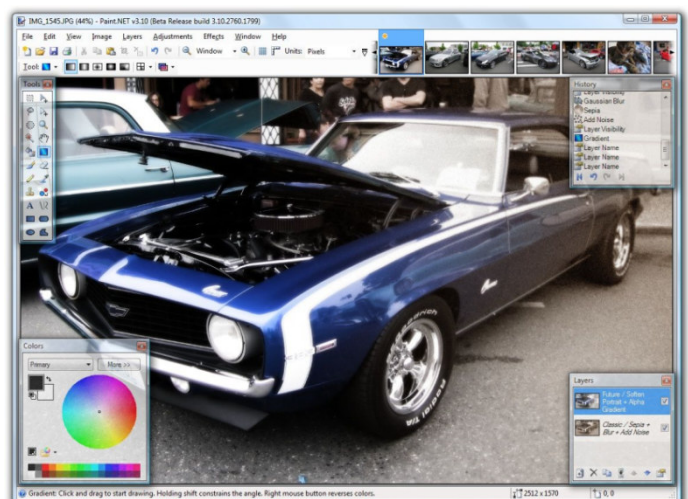 IMG_1545.JPG (44%) - Paint.NET v3.10 (Beta Release build 3.10.2760.1799)
File Edit View Image Layers Adjustments Effects Window Help
Window Units: Pixels
Tool:
Tools
History
Layer Visibility
Gaussian Blur
Sepia
Add Noise
Layer Visibility
Gradient
Layer Name
Layer Name
Layer Name
Colors
Primary More >>
Layers
Future / Soften
Portrait + Alpha
Gradient
Classic / Sepia +
Blur + Add Noise
Radial T/A
Gradient: Click and drag to start drawing. Holding shift constrains the angle. Right mouse button reverses colors. 2512 x 1570 0, 0